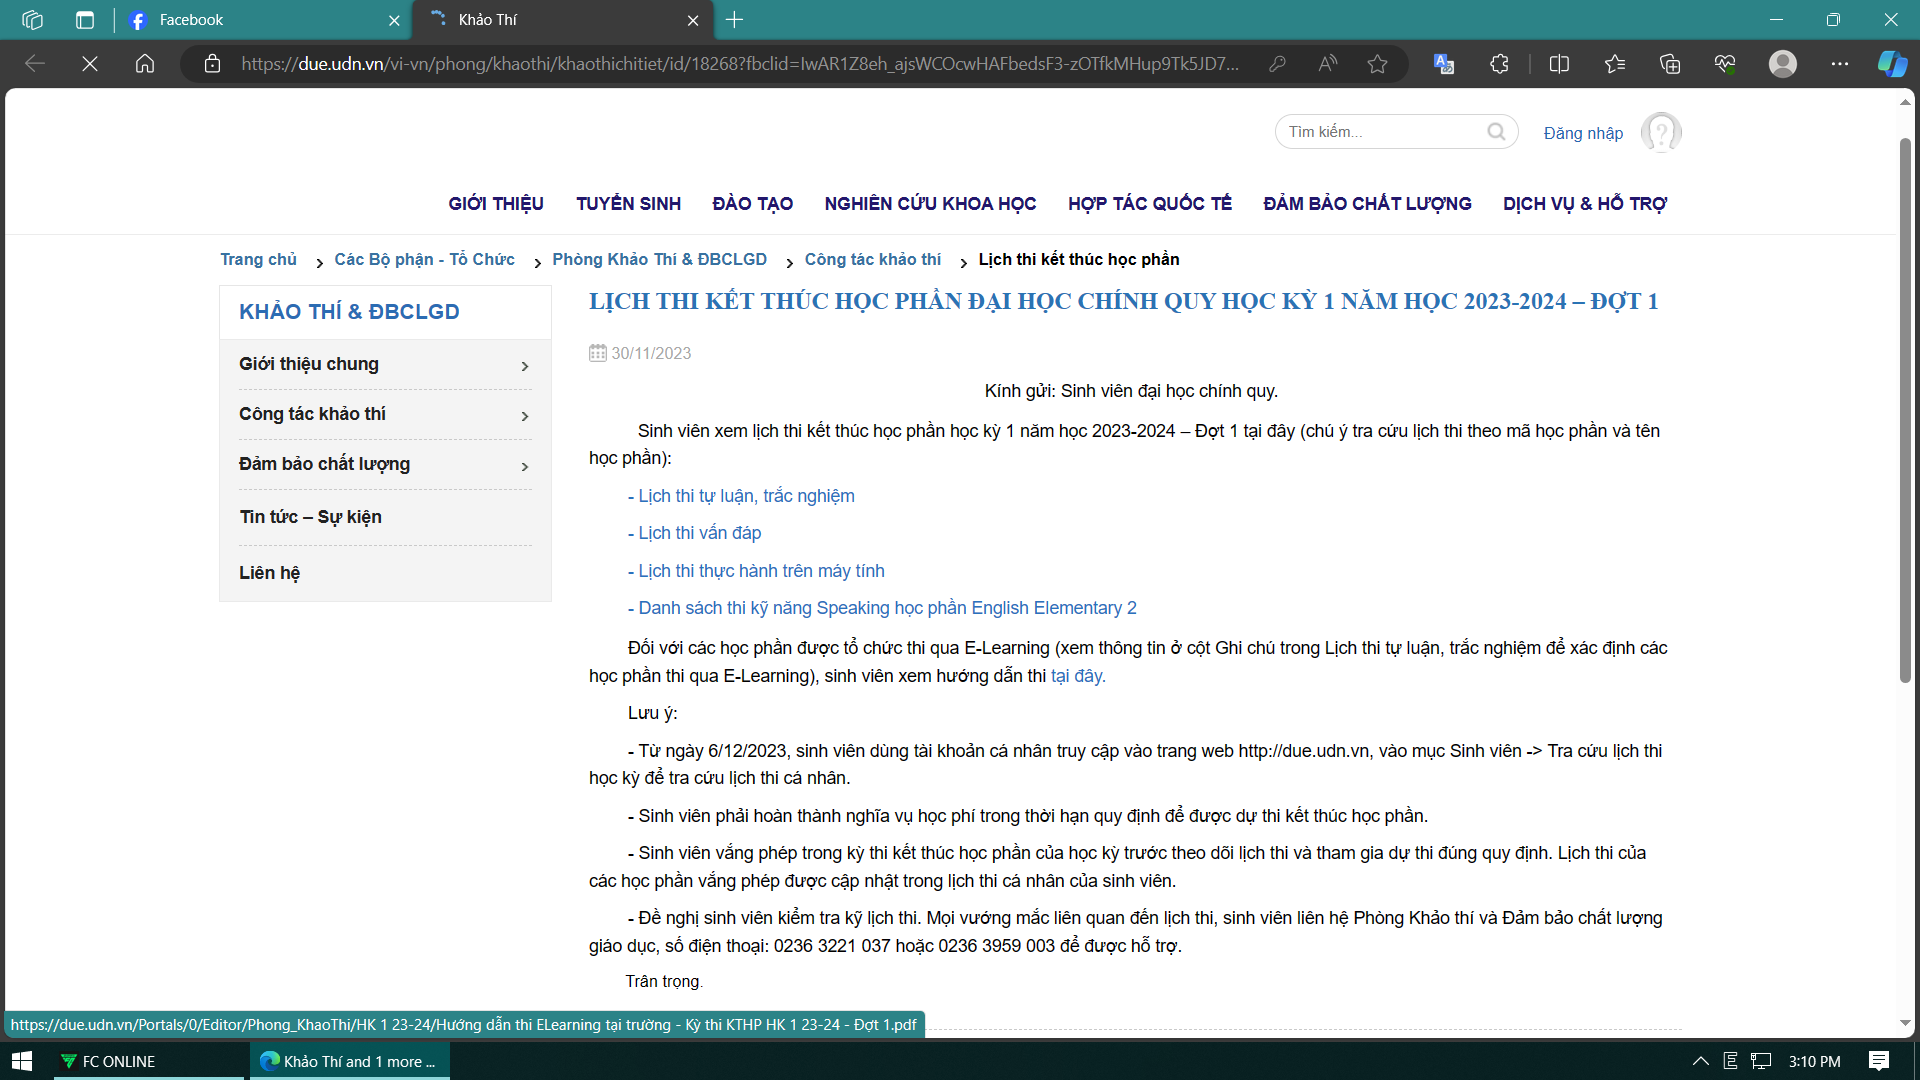 Facebook
Khảo Thí
https://due.udn.vn/vi-vn/phong/khaothi/khaothichitiet/id/18268?fbclid=IwAR1Z8eh_ajsWCOcwHAFbedsF3-zOTfkMHup9Tk5JD7...
Tìm kiếm...
Đăng nhập
GIỚI THIỆU TUYỂN SINH ĐÀO TẠO NGHIÊN CỨU KHOA HỌC HỢP TÁC QUỐC TẾ ĐẢM BẢO CHẤT LƯỢNG DỊCH VỤ & HỖ TRỢ
Trang chủ > Các Bộ phận - Tổ Chức > Phòng Khảo Thí & ĐBCLGD > Công tác khảo thí > Lịch thi kết thúc học phần
KHẢO THÍ & ĐBCLGD
Giới thiệu chung
Công tác khảo thí
Đảm bảo chất lượng
Tin tức – Sự kiện
Liên hệ
LỊCH THI KẾT THÚC HỌC PHẦN ĐẠI HỌC CHÍNH QUY HỌC KỲ 1 NĂM HỌC 2023-2024 – ĐỢT 1
30/11/2023
Kính gửi: Sinh viên đại học chính quy.
Sinh viên xem lịch thi kết thúc học phần học kỳ 1 năm học 2023-2024 – Đợt 1 tại đây (chú ý tra cứu lịch thi theo mã học phần và tên
học phần):
- Lịch thi tự luận, trắc nghiệm
- Lịch thi vấn đáp
- Lịch thi thực hành trên máy tính
- Danh sách thi kỹ năng Speaking học phần English Elementary 2
Đối với các học phần được tổ chức thi qua E-Learning (xem thông tin ở cột Ghi chú trong Lịch thi tự luận, trắc nghiệm để xác định các
học phần thi qua E-Learning), sinh viên xem hướng dẫn thi tại đây.
Lưu ý:
- Từ ngày 6/12/2023, sinh viên dùng tài khoản cá nhân truy cập vào trang web http://due.udn.vn, vào mục Sinh viên -> Tra cứu lịch thi
học kỳ để tra cứu lịch thi cá nhân.
- Sinh viên phải hoàn thành nghĩa vụ học phí trong thời hạn quy định để được dự thi kết thúc học phần.
- Sinh viên vắng phép trong kỳ thi kết thúc học phần của học kỳ trước theo dõi lịch thi và tham gia dự thi đúng quy định. Lịch thi của
các học phần vắng phép được cập nhật trong lịch thi cá nhân của sinh viên.
- Đề nghị sinh viên kiểm tra kỹ lịch thi. Mọi vướng mắc liên quan đến lịch thi, sinh viên liên hệ Phòng Khảo thí và Đảm bảo chất lượng
giáo dục, số điện thoại: 0236 3221 037 hoặc 0236 3959 003 để được hỗ trợ.
Trân trọng.
https://due.udn.vn/Portals/0/Editor/Phong_KhaoThi/HK 1 23-24/Hướng dẫn thi ELearning tại trường - Kỳ thi KTHP HK 1 23-24 - Đợt 1.pdf
FC ONLINE
Khảo Thí and 1 more ...
E
3:10 PM